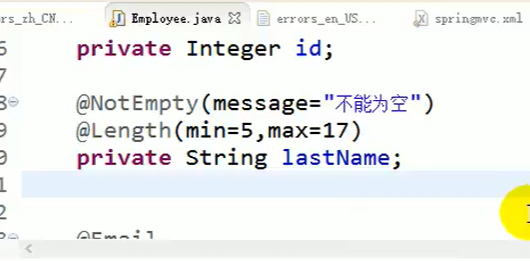 rs_zh_CN... Employee.java errors_en_US... springmvc.xml
6 private Integer id;
7
8 @NotEmpty(message="不能为空")
9 @Length(min=5,max=17)
0 private String lastName;
1
2
3 @Email